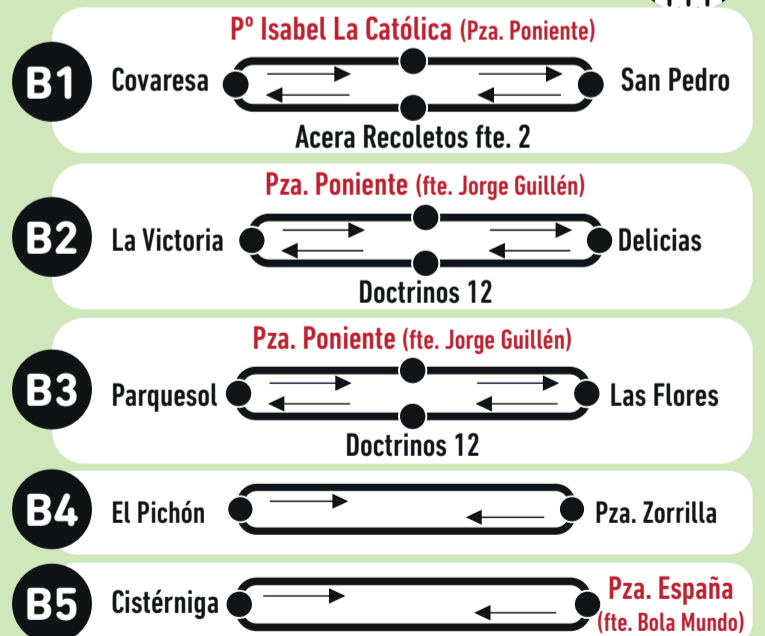 Pº Isabel La Católica (Pza. Poniente)
B1 Covaresa San Pedro
Acera Recoletos fte. 2
Pza. Poniente (fte. Jorge Guillén)
B2 La Victoria Delicias
Doctrinos 12
Pza. Poniente (fte. Jorge Guillén)
B3 Parquesol Las Flores
Doctrinos 12
B4 El Pichón Pza. Zorrilla
B5 Cistérniga Pza. España
(fte. Bola Mundo)